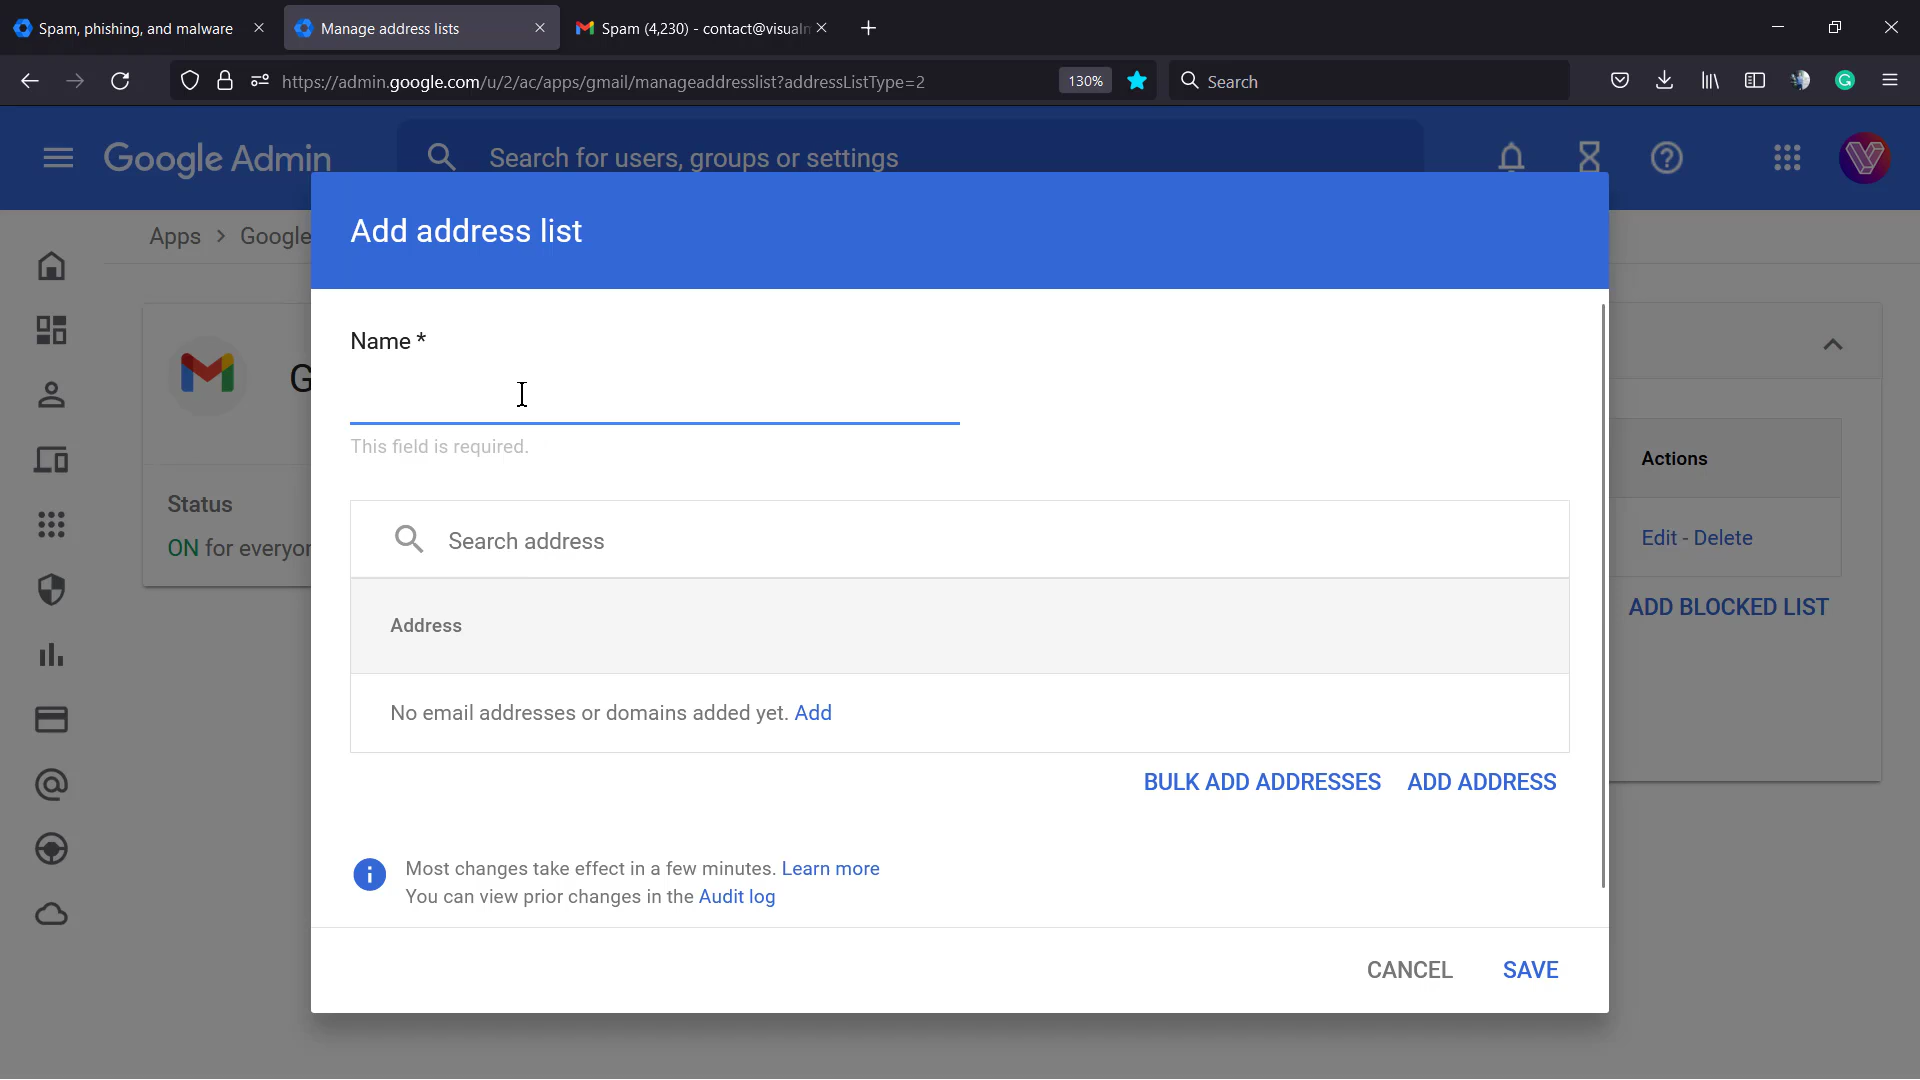 Spam, phishing, and malware
Manage address lists
Spam (4,230) - contact@visualm
https://admin.google.com/u/2/ac/apps/gmail/manageaddresslist?addressListType=2
130%
Search
Google Admin
Search for users, groups or settings
Apps > Google
Add address list
Name *
This field is required.
G
Actions
Status
ON for everyon
Search address
Edit - Delete
ADD BLOCKED LIST
Address
No email addresses or domains added yet. Add
BULK ADD ADDRESSES ADD ADDRESS
Most changes take effect in a few minutes. Learn more
You can view prior changes in the Audit log
CANCEL SAVE